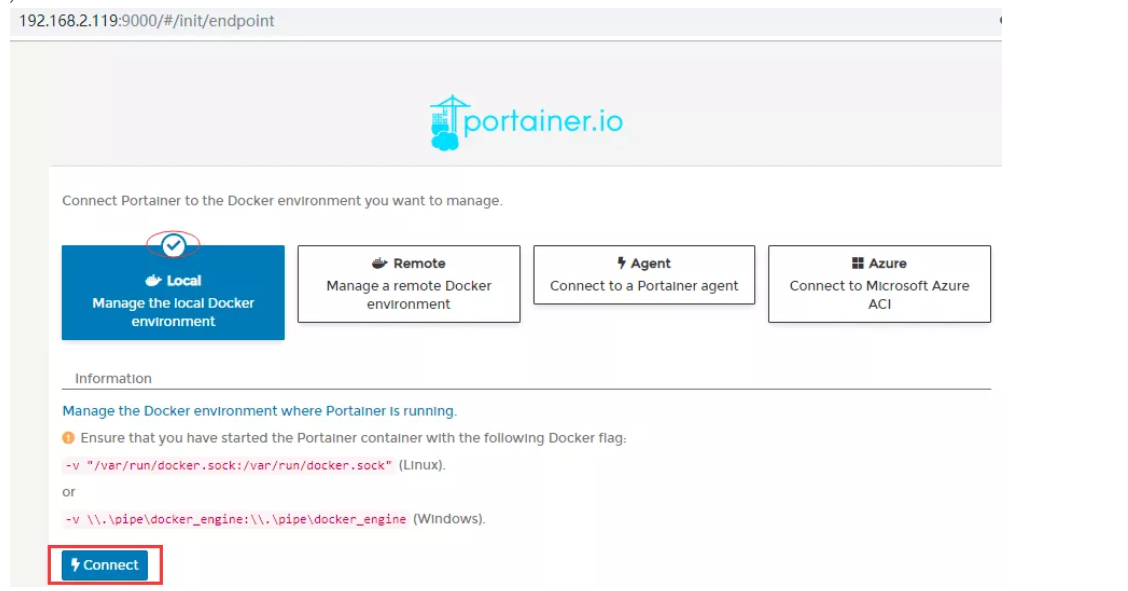 192.168.2.119:9000/#/init/endpoint
portainer.io
Connect Portainer to the Docker environment you want to manage.
Local
Manage the local Docker
environment
Remote
Manage a remote Docker
environment
Agent
Connect to a Portainer agent
Azure
Connect to Microsoft Azure
ACI
Information
Manage the Docker environment where Portainer is running.
Ensure that you have started the Portainer container with the following Docker flag:
-v "/var/run/docker.sock:/var/run/docker.sock" (Linux).
or
-v \\.\pipe\docker_engine:\\.\pipe\docker_engine (Windows).
Connect